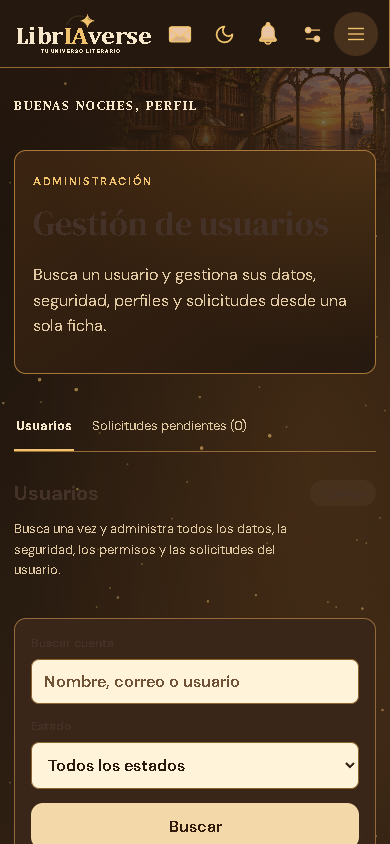 LibrIAverse
TU UNIVERSO LITERARIO
BUENAS NOCHES, PERFIL
ADMINISTRACIÓN
Gestión de usuarios
Busca un usuario y gestiona sus datos,
seguridad, perfiles y solicitudes desde una
sola ficha.
Usuarios
Solicitudes pendientes (0)
Usuarios
Busca una vez y administra todos los datos, la
seguridad, los permisos y las solicitudes del
usuario.
Buscar cuenta
Nombre, correo o usuario
Estado
Todos los estados
Buscar